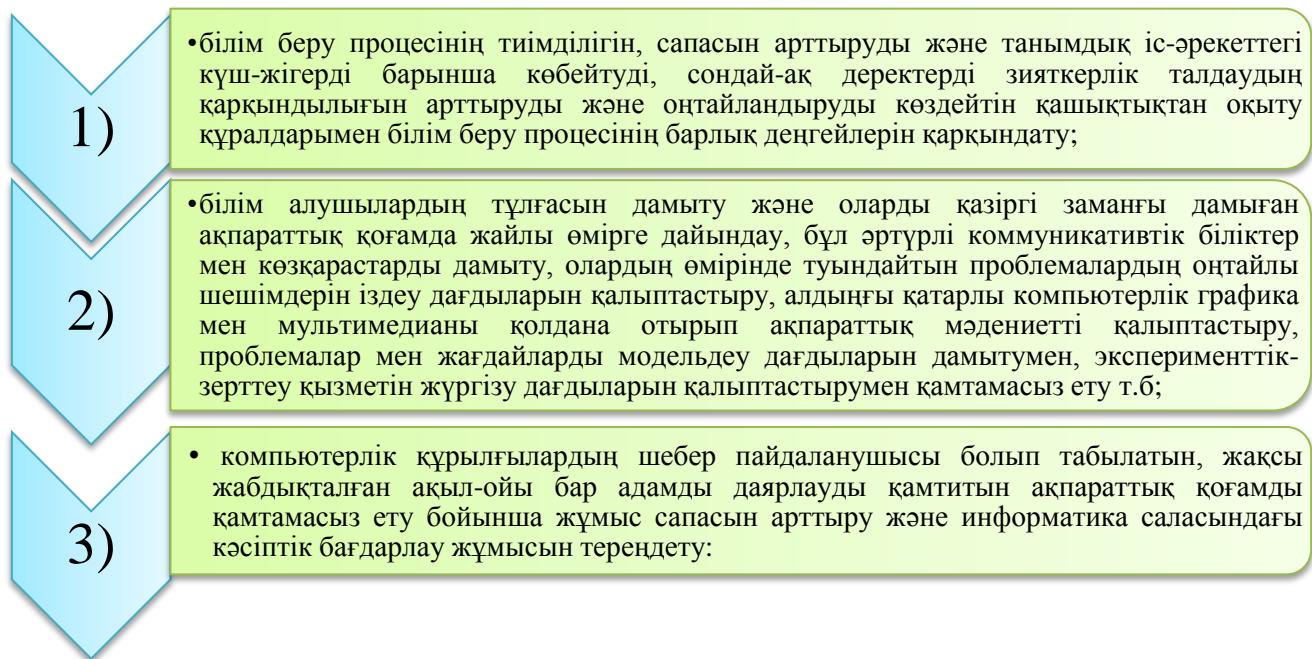 1)
•білім беру процесінің тиімділігін, сапасын арттыруды және танымдық іс-әрекеттегі
күш-жігерді барынша көбейтуді, сондай-ақ деректерді зияткерлік талдаудың
қарқындылығын арттыруды және оңтайландыруды көздейтін қашықтықтан оқыту
құралдарымен білім беру процесінің барлық деңгейлерін қарқындату;
2)
•білім алушылардың тұлғасын дамыту және оларды қазіргі заманғы дамыған
ақпараттық қоғамда жайлы өмірге дайындау, бұл әртүрлі коммуникативтік біліктер
мен көзқарастарды дамыту, олардың өмірінде туындайтын проблемалардың оңтайлы
шешімдерін іздеу дағдыларын қалыптастыру, алдыңғы қатарлы компьютерлік графика
мен мультимедианы қолдана отырып ақпараттық мәдениетті қалыптастыру,
проблемалар мен жағдайларды модельдеу дағдыларын дамытумен, эксперименттік-
зерттеу қызметін жүргізу дағдыларын қалыптастырумен қамтамасыз ету т.б;
3)
• компьютерлік құрылғылардың шебер пайдаланушысы болып табылатын, жақсы
жабдықталған ақыл-ойы бар адамды даярлауды қамтитын ақпараттық қоғамды
қамтамасыз ету бойынша жұмыс сапасын арттыру және информатика саласындағы
кәсіптік бағдарлау жұмысын тереңдету: